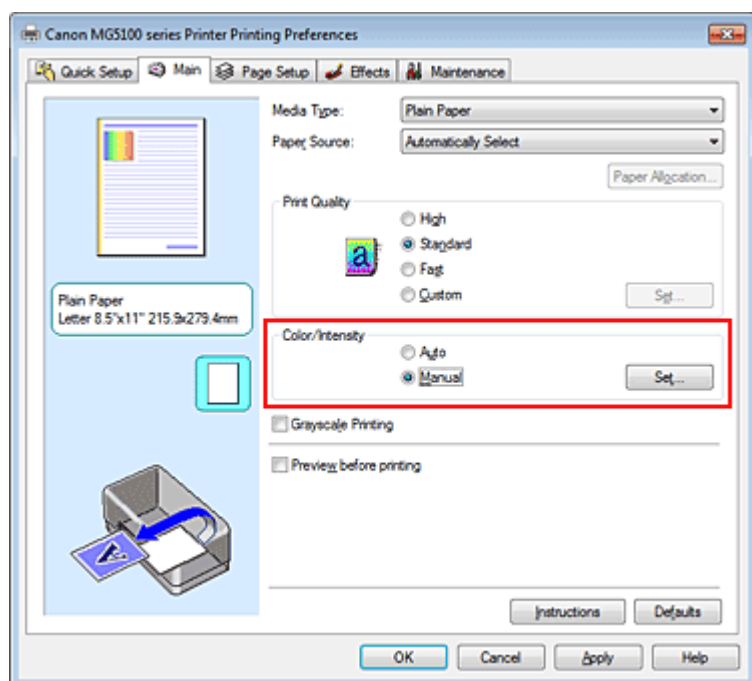 Canon MG5100 series Printer Printing Preferences
Quick Setup Main Page Setup Effects Maintenance
Media Type: Plain Paper
Paper Source: Automatically Select
Paper Allocation...
Print Quality
High
a Standard
Fast
Custom Set...
Plain Paper
Letter 8.5"x11" 215.9x279.4mm
Color/Intensity
Auto
Manual Set...
Grayscale Printing
Preview before printing
A
Instructions Defaults
OK Cancel Apply Help